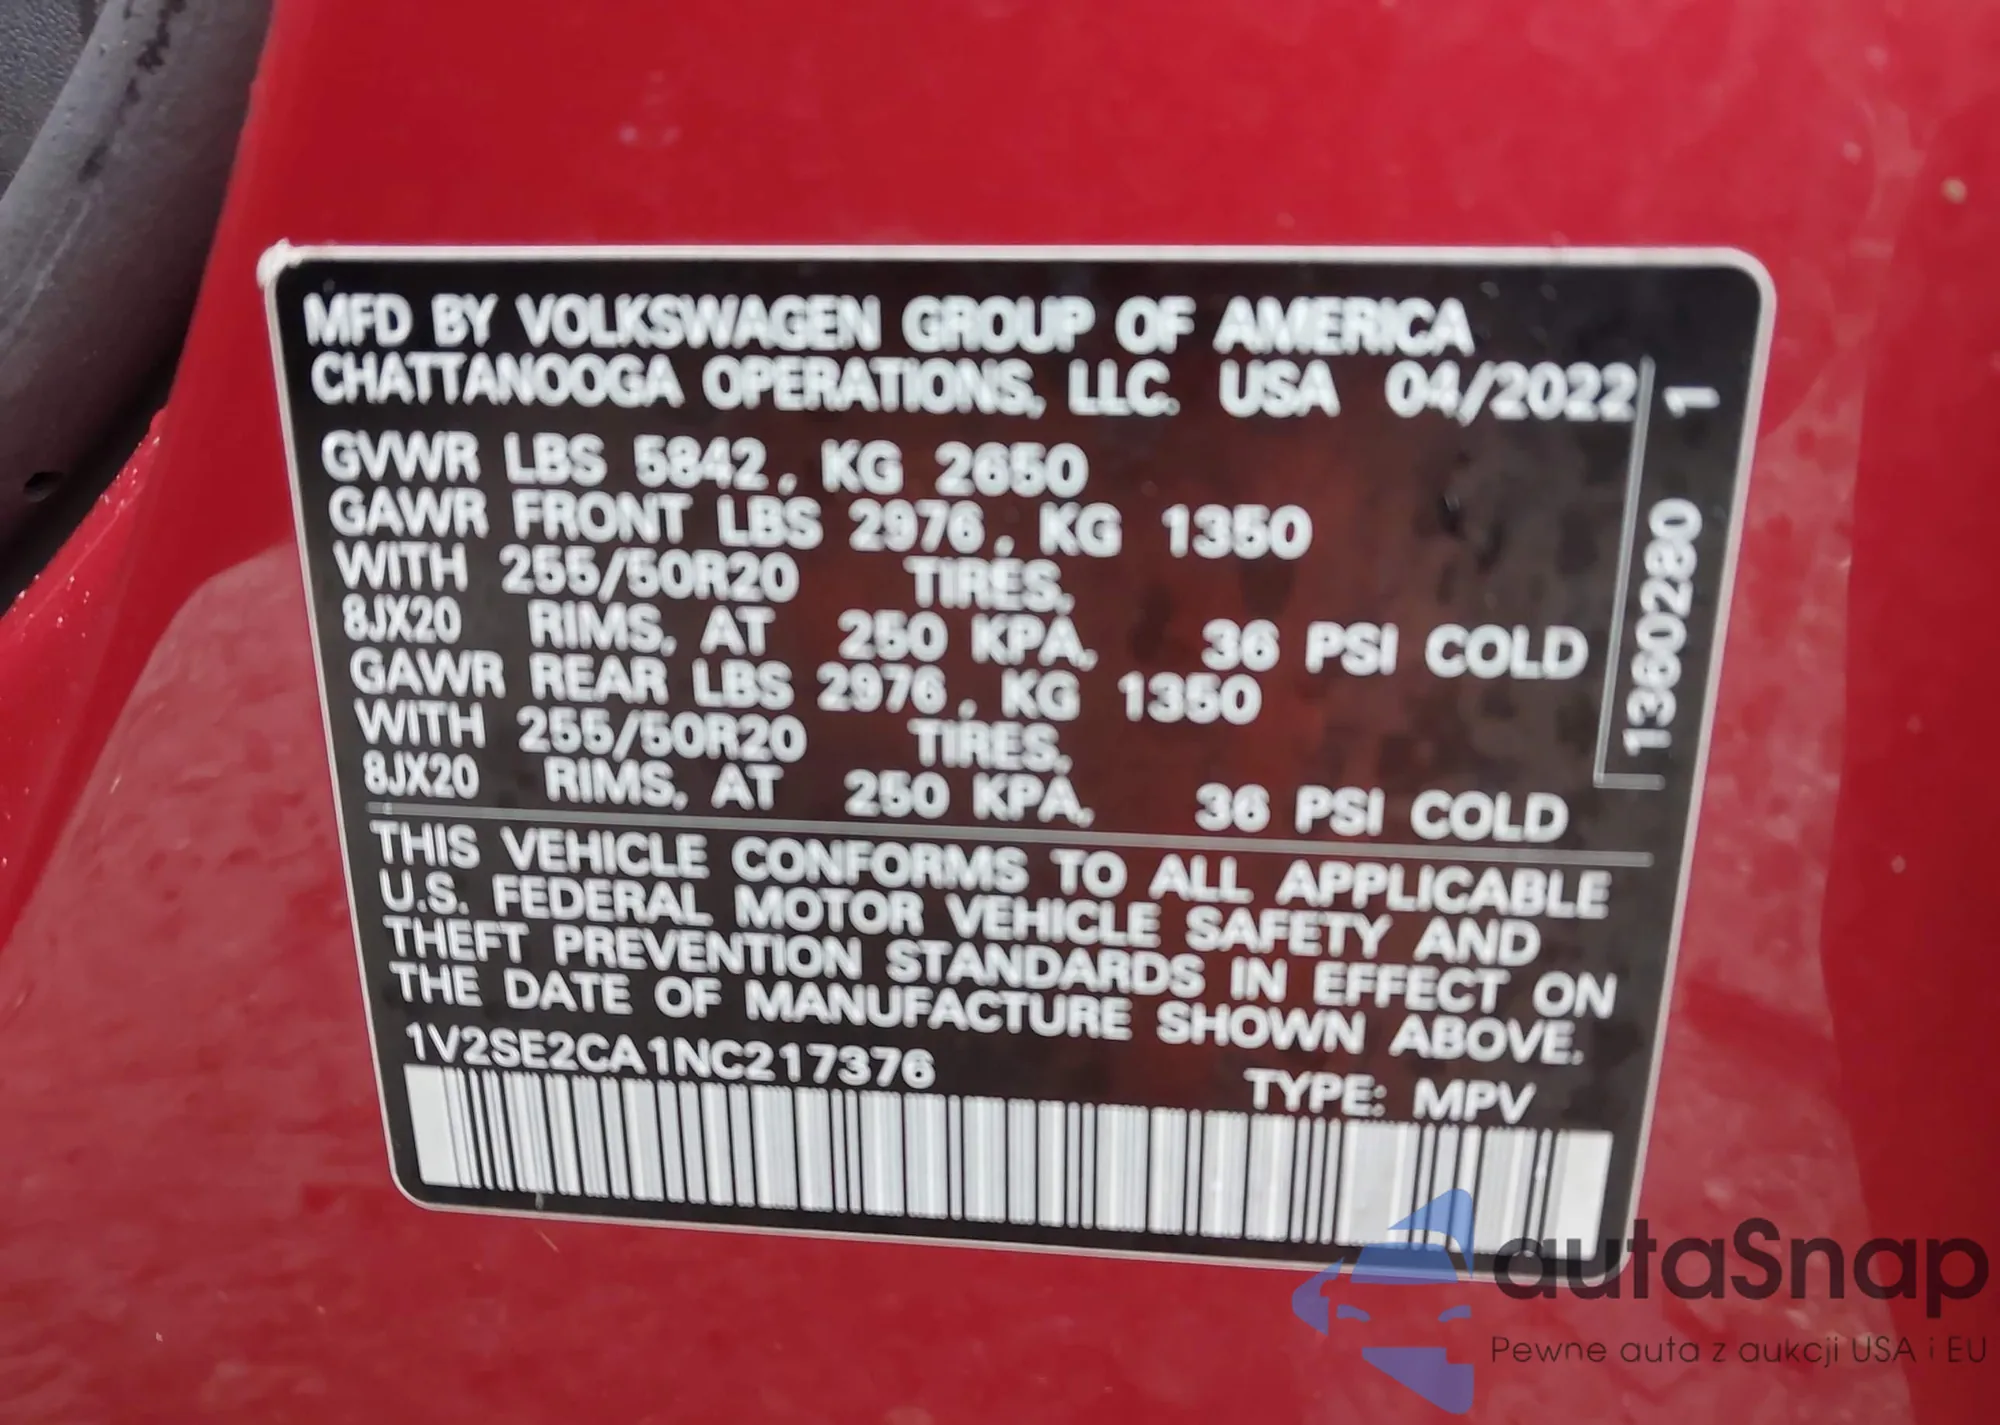 MFD BY VOLKSWAGEN GROUP OF AMERICA
CHATTANOOGA OPERATIONS, LLC. USA 04/2022
GVWR LBS 5842, KG 2650
GAWR FRONT LBS 2976, KG 1350
WITH 255/50R20 TIRES,
8JX20 RIMS, AT 250 KPA, 36 PSI COLD
GAWR REAR LBS 2976, KG 1350
WITH 255/50R20 TIRES,
8JX20 RIMS, AT 250 KPA, 36 PSI COLD
1360280 1
THIS VEHICLE CONFORMS TO ALL APPLICABLE
U.S. FEDERAL MOTOR VEHICLE SAFETY AND
THEFT PREVENTION STANDARDS IN EFFECT ON
THE DATE OF MANUFACTURE SHOWN ABOVE.
1V2SE2CA1NC217376
TYPE: MPV
autaSnap
Pewne auta z aukcji USA i EU